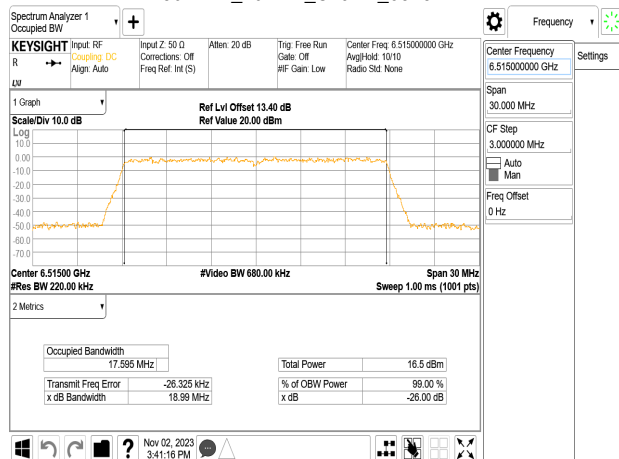 Spectrum Analyzer 1
Occupied BW
Frequency
KEYSIGHT
Input: RF
Coupling: DC
Align: Auto
Input Z: 50 Ω
Corrections: Off
Freq Ref: Int (S)
Atten: 20 dB
Trig: Free Run
Gate: Off
#IF Gain: Low
Center Freq: 6.515000000 GHz
Avg|Hold: 10/10
Radio Std: None
R
Center Frequency
6.515000000 GHz
Settings
Span
30.000 MHz
CF Step
3.000000 MHz
Auto
Man
Freq Offset
0 Hz
1 Graph
Scale/Div 10.0 dB
Ref Lvl Offset 13.40 dB
Ref Value 20.00 dBm
Log
10.0
0.00
-10.0
-20.0
-30.0
-40.0
-50.0
-60.0
-70.0
Center 6.51500 GHz
#Video BW 680.00 kHz
Span 30 MHz
#Res BW 220.00 kHz
Sweep 1.00 ms (1001 pts)
2 Metrics
Occupied Bandwidth
17.595 MHz
Total Power
16.5 dBm
Transmit Freq Error
-26.325 kHz
% of OBW Power
99.00 %
x dB Bandwidth
18.99 MHz
x dB
-26.00 dB
?
Nov 02, 2023
3:41:16 PM